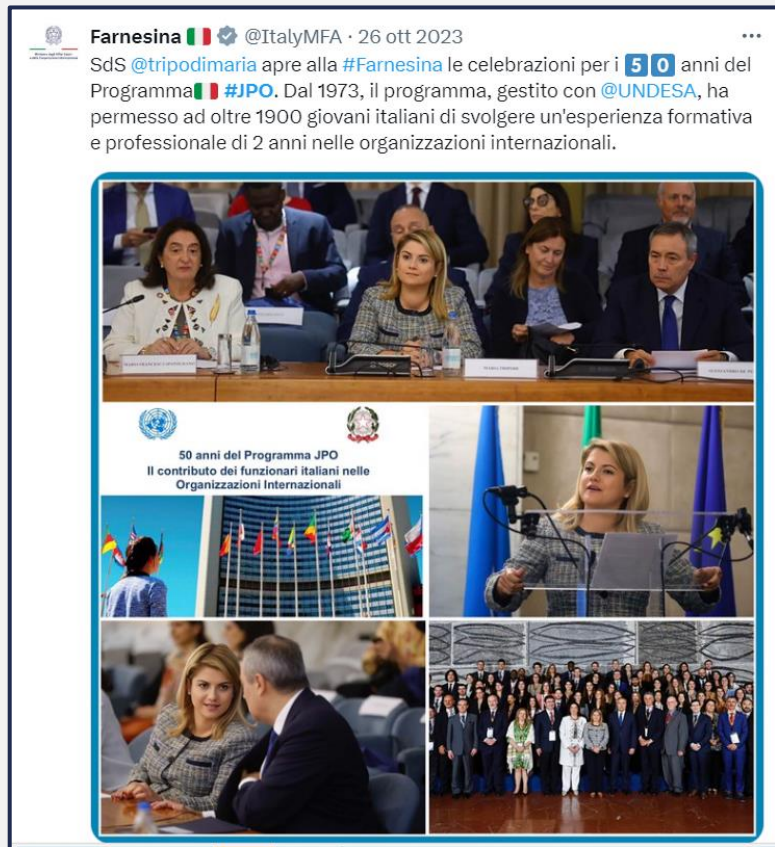 Farnesina 🇮🇹 @ItalyMFA · 26 ott 2023
SdS @tripodimaria apre alla #Farnesina le celebrazioni per i 5️⃣0️⃣ anni del
Programma🇮🇹 #JPO. Dal 1973, il programma, gestito con @UNDESA, ha
permesso ad oltre 1900 giovani italiani di svolgere un'esperienza formativa
e professionale di 2 anni nelle organizzazioni internazionali.
MARIA TRIPODI
50 anni del Programma JPO
Il contributo dei funzionari italiani nelle
Organizzazioni Internazionali